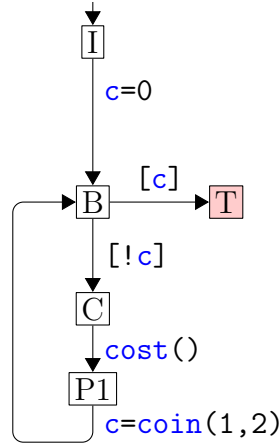 I
c=0
[c]
B
T
[!c]
C
cost()
P1
c=coin(1,2)